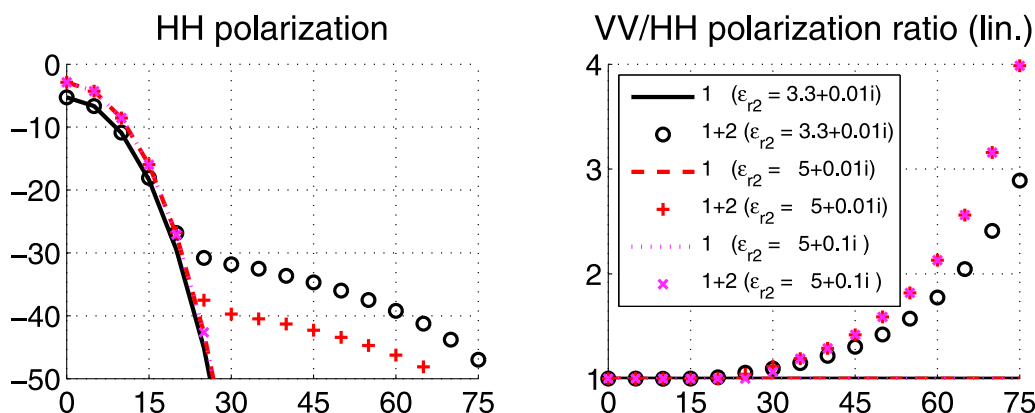 HH polarization
0
−10
−20
−30
−40
−50
0 15 30 45 60 75
VV/HH polarization ratio (lin.)
4
3
2
1
1 (εr2 = 3.3+0.01i)
1+2 (εr2 = 3.3+0.01i)
1 (εr2 = 5+0.01i)
1+2 (εr2 = 5+0.01i)
1 (εr2 = 5+0.1i)
1+2 (εr2 = 5+0.1i)
0 15 30 45 60 75